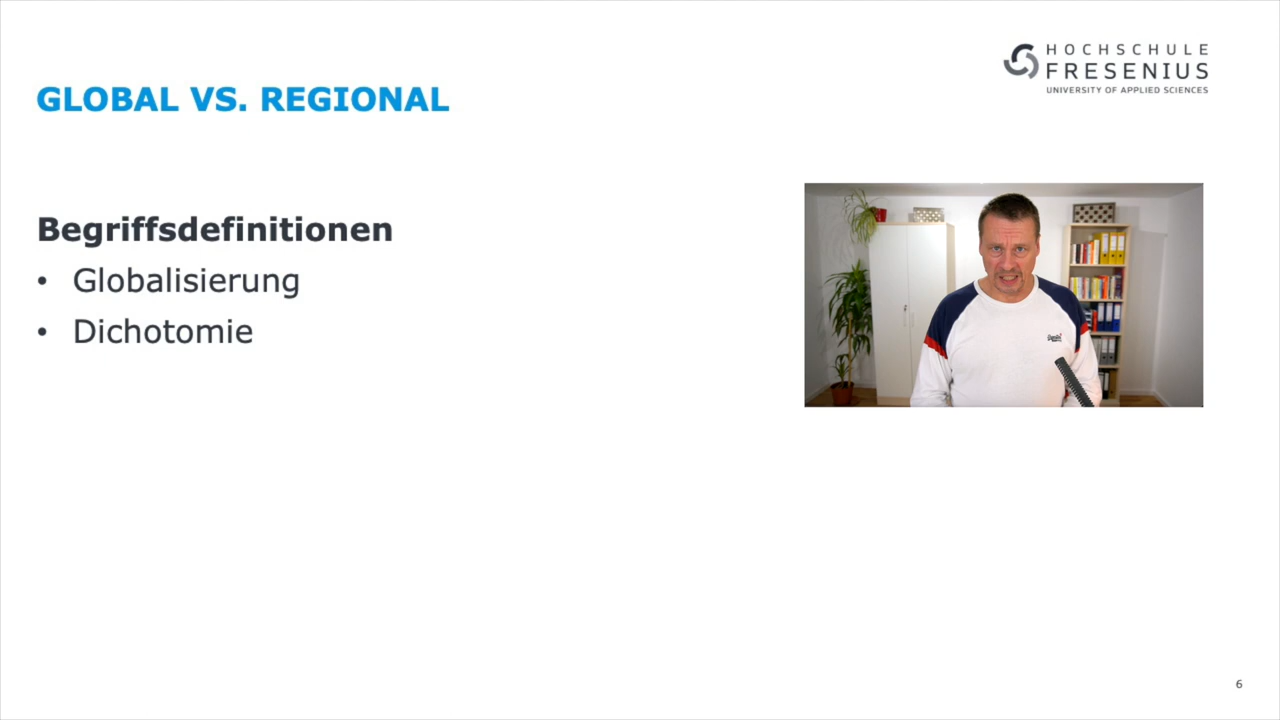 HOCHSCHULE
FRESENIUS
UNIVERSITY OF APPLIED SCIENCES
GLOBAL VS. REGIONAL
Begriffsdefinitionen
• Globalisierung
• Dichotomie
6